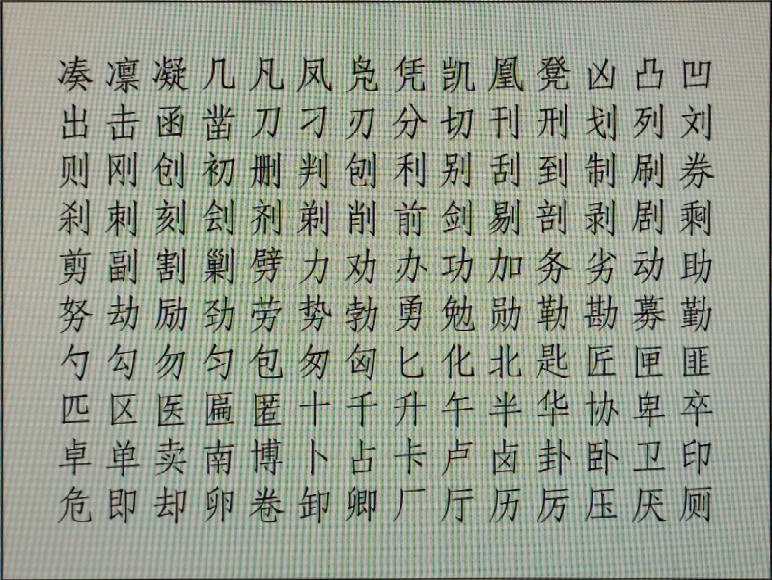 凑凛凝几凡凤凫凭凯凰凳凶凸凹
出击函凿刀刁刃分切刊刑划列刘
则刚创初删判刨利别刮到制刷券
刹刺刻刽剂剃削前剑剔剖剥剧剩
剪副割剿劈力劝办功加务劣动助
努劫励劲劳势勃勇勉勋勒勘募勤
勺勾勿匀包匆匈匕化北匙匠匣匪
匹区医匾匿十千升午半华协卑卒
卓单卖南博卜占卡卢卤卦卧卫印
危即却卵卷卸卿厂厅历厉压厌厕